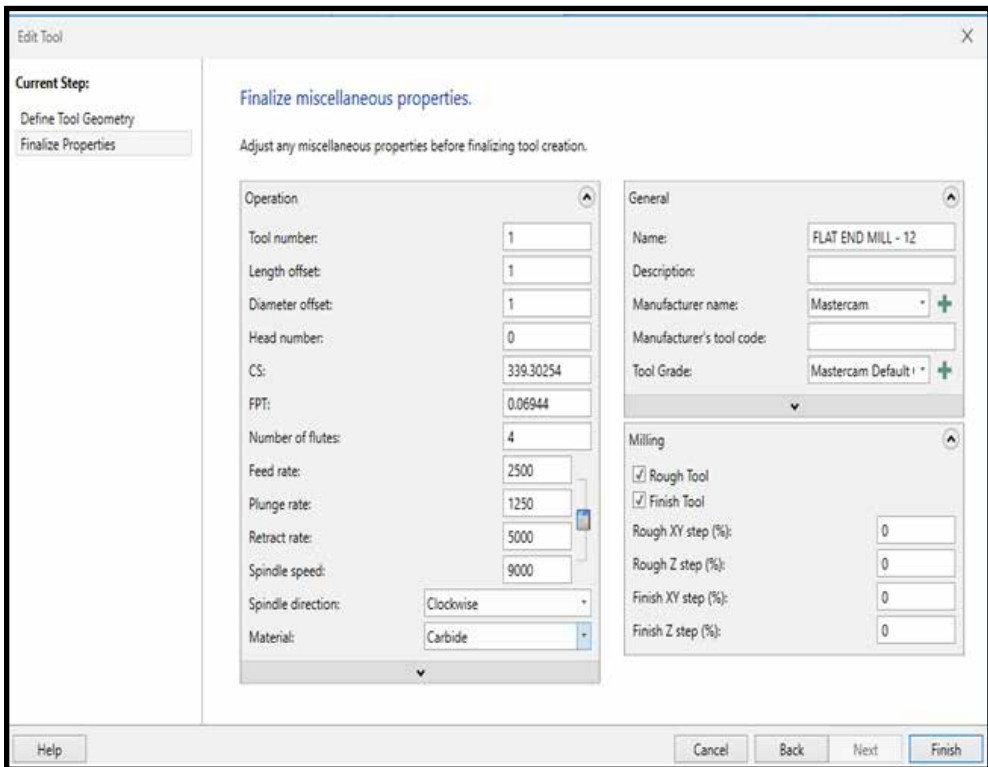 Edit Tool
Current Step:
Define Tool Geometry
Finalize Properties
Finalize miscellaneous properties.
Adjust any miscellaneous properties before finalizing tool creation.
Operation
Tool number: 1
Length offset: 1
Diameter offset: 1
Head number: 0
CS: 339.30254
FPT: 0.06944
Number of flutes: 4
Feed rate: 2500
Plunge rate: 1250
Retract rate: 5000
Spindle speed: 9000
Spindle direction: Clockwise
Material: Carbide
General
Name: FLAT END MILL - 12
Description:
Manufacturer name: Mastercam
Manufacturer's tool code:
Tool Grade: Mastercam Default
Milling
Rough Tool
Finish Tool
Rough XY step (%): 0
Rough Z step (%): 0
Finish XY step (%): 0
Finish Z step (%): 0
Help
Cancel
Back
Next
Finish